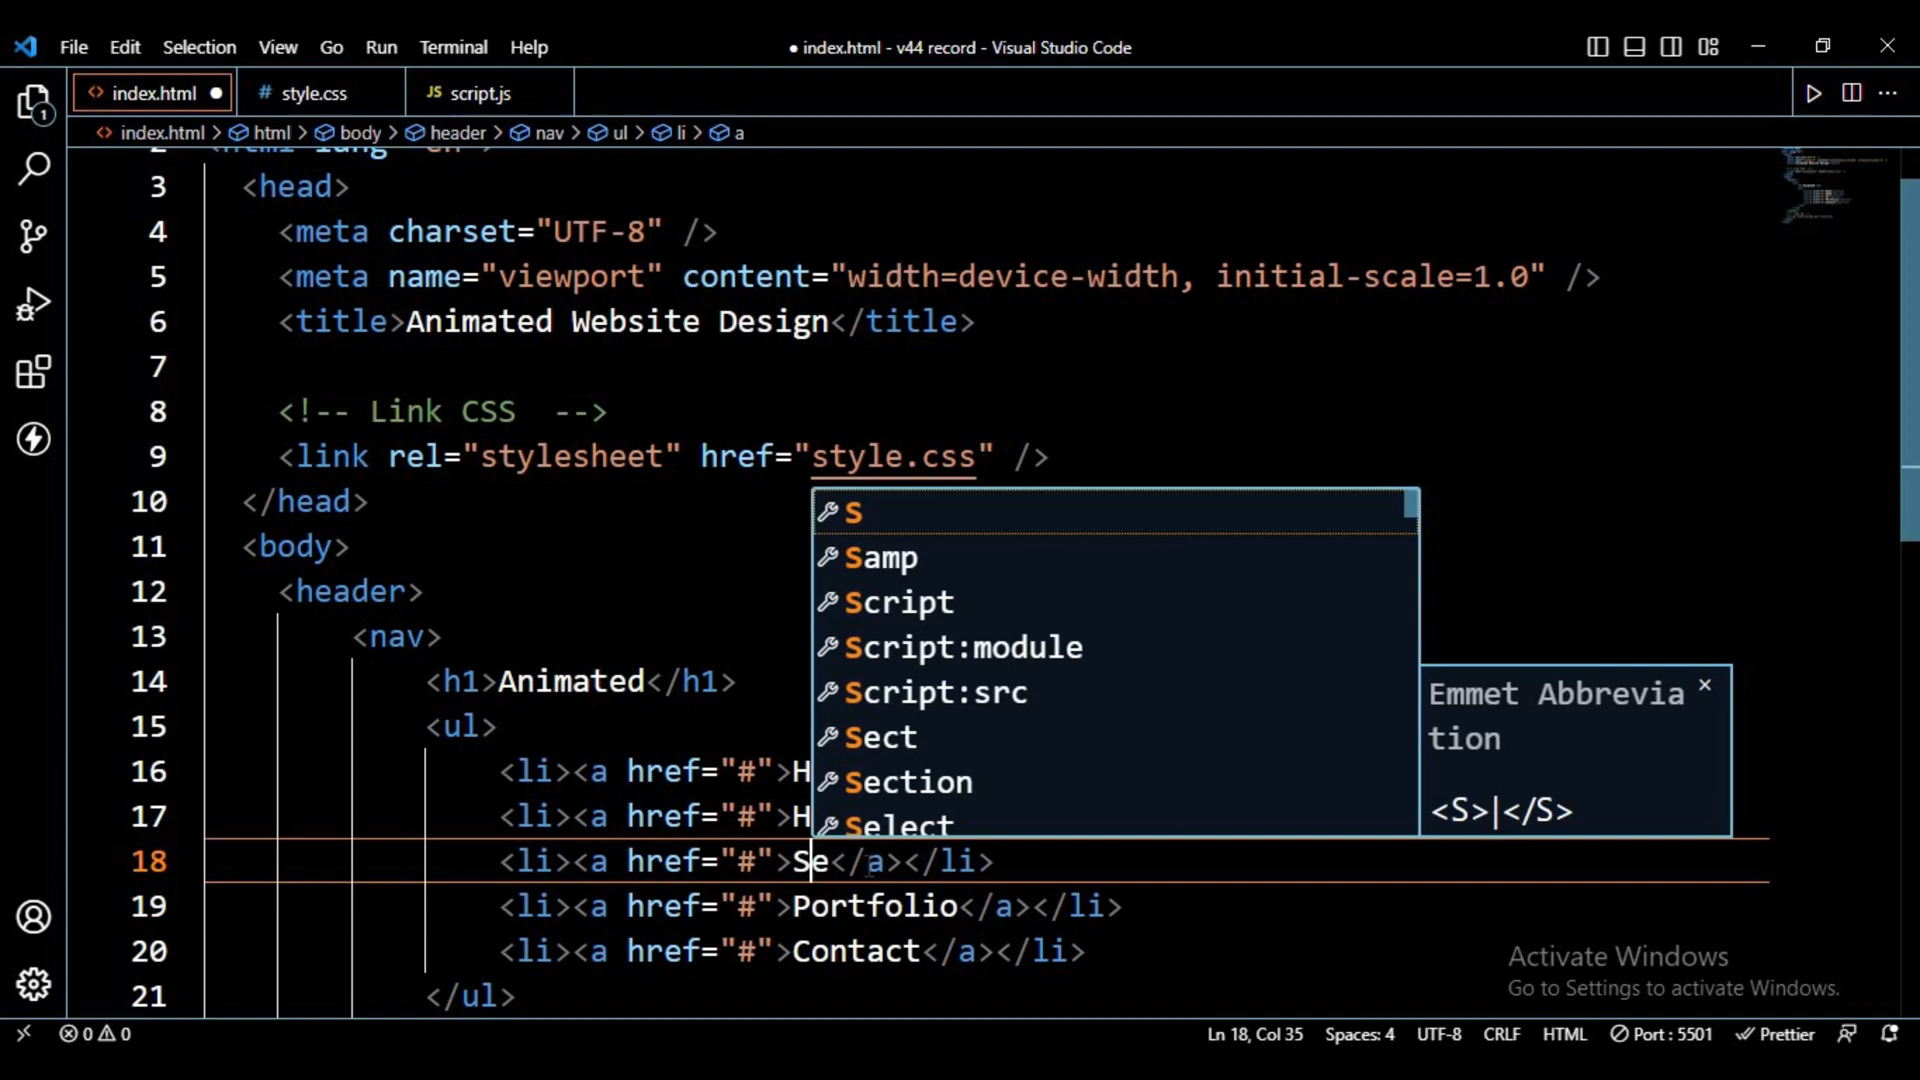 File Edit Selection View Go Run Terminal Help
● index.html - v44 record - Visual Studio Code
index.html
# style.css
JS script.js
index.html > html > body > header > nav > ul > li > a
3 <head>
4 <meta charset="UTF-8" />
5 <meta name="viewport" content="width=device-width, initial-scale=1.0" />
6 <title>Animated Website Design</title>
7
8 <!-- Link CSS -->
9 <link rel="stylesheet" href="style.css" />
10 </head>
11 <body>
12 <header>
13 <nav>
14 <h1>Animated</h1>
15 <ul>
16 <li><a href="#">H
17 <li><a href="#">H
18 <li><a href="#">Se</a></li>
19 <li><a href="#">Portfolio</a></li>
20 <li><a href="#">Contact</a></li>
21 </ul>
S
Samp
Script
Script:module
Script:src
Sect
Section
Select
Emmet Abbrevia
tion
<S>|</S>
1
Activate Windows
Go to Settings to activate Windows.
0 0
Ln 18, Col 35
Spaces: 4
UTF-8
CRLF
HTML
Port : 5501
Prettier